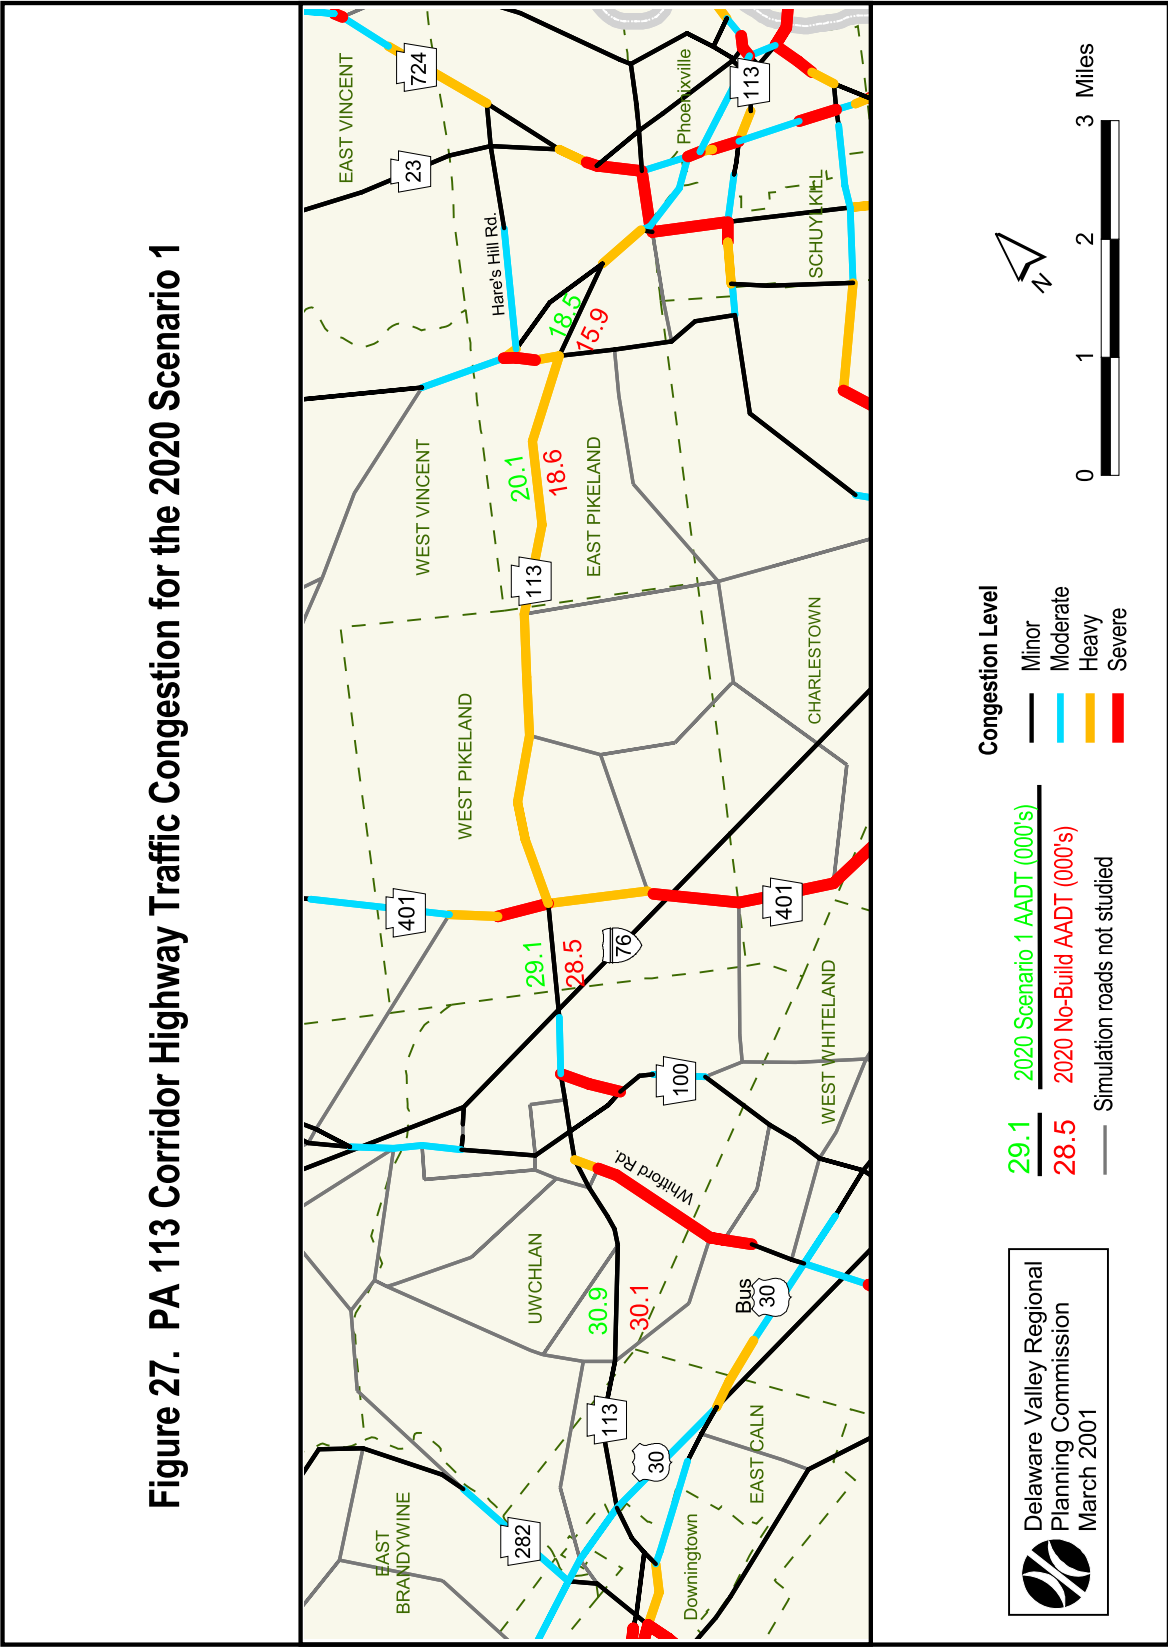 Figure 27. PA 113 Corridor Highway Traffic Congestion for the 2020 Scenario 1
EAST
BRANDYWINE
282
Downingtown
30
EAST CALN
113
Bus
30
UWCHLAN
30.9
30.1
Whitford Rd.
100
WEST WHITELAND
76
29.1
28.5
401
401
WEST PIKELAND
CHARLESTOWN
113
WEST VINCENT
EAST PIKELAND
20.1
18.6
18.5
15.9
Hare's Hill Rd.
23
EAST VINCENT
724
Phoenixville
113
SCHUYLKILL
Delaware Valley Regional
Planning Commission
March 2001
29.1 2020 Scenario 1 AADT (000's)
28.5 2020 No-Build AADT (000's)
Simulation roads not studied
Congestion Level
Minor
Moderate
Heavy
Severe
N
0 1 2 3 Miles